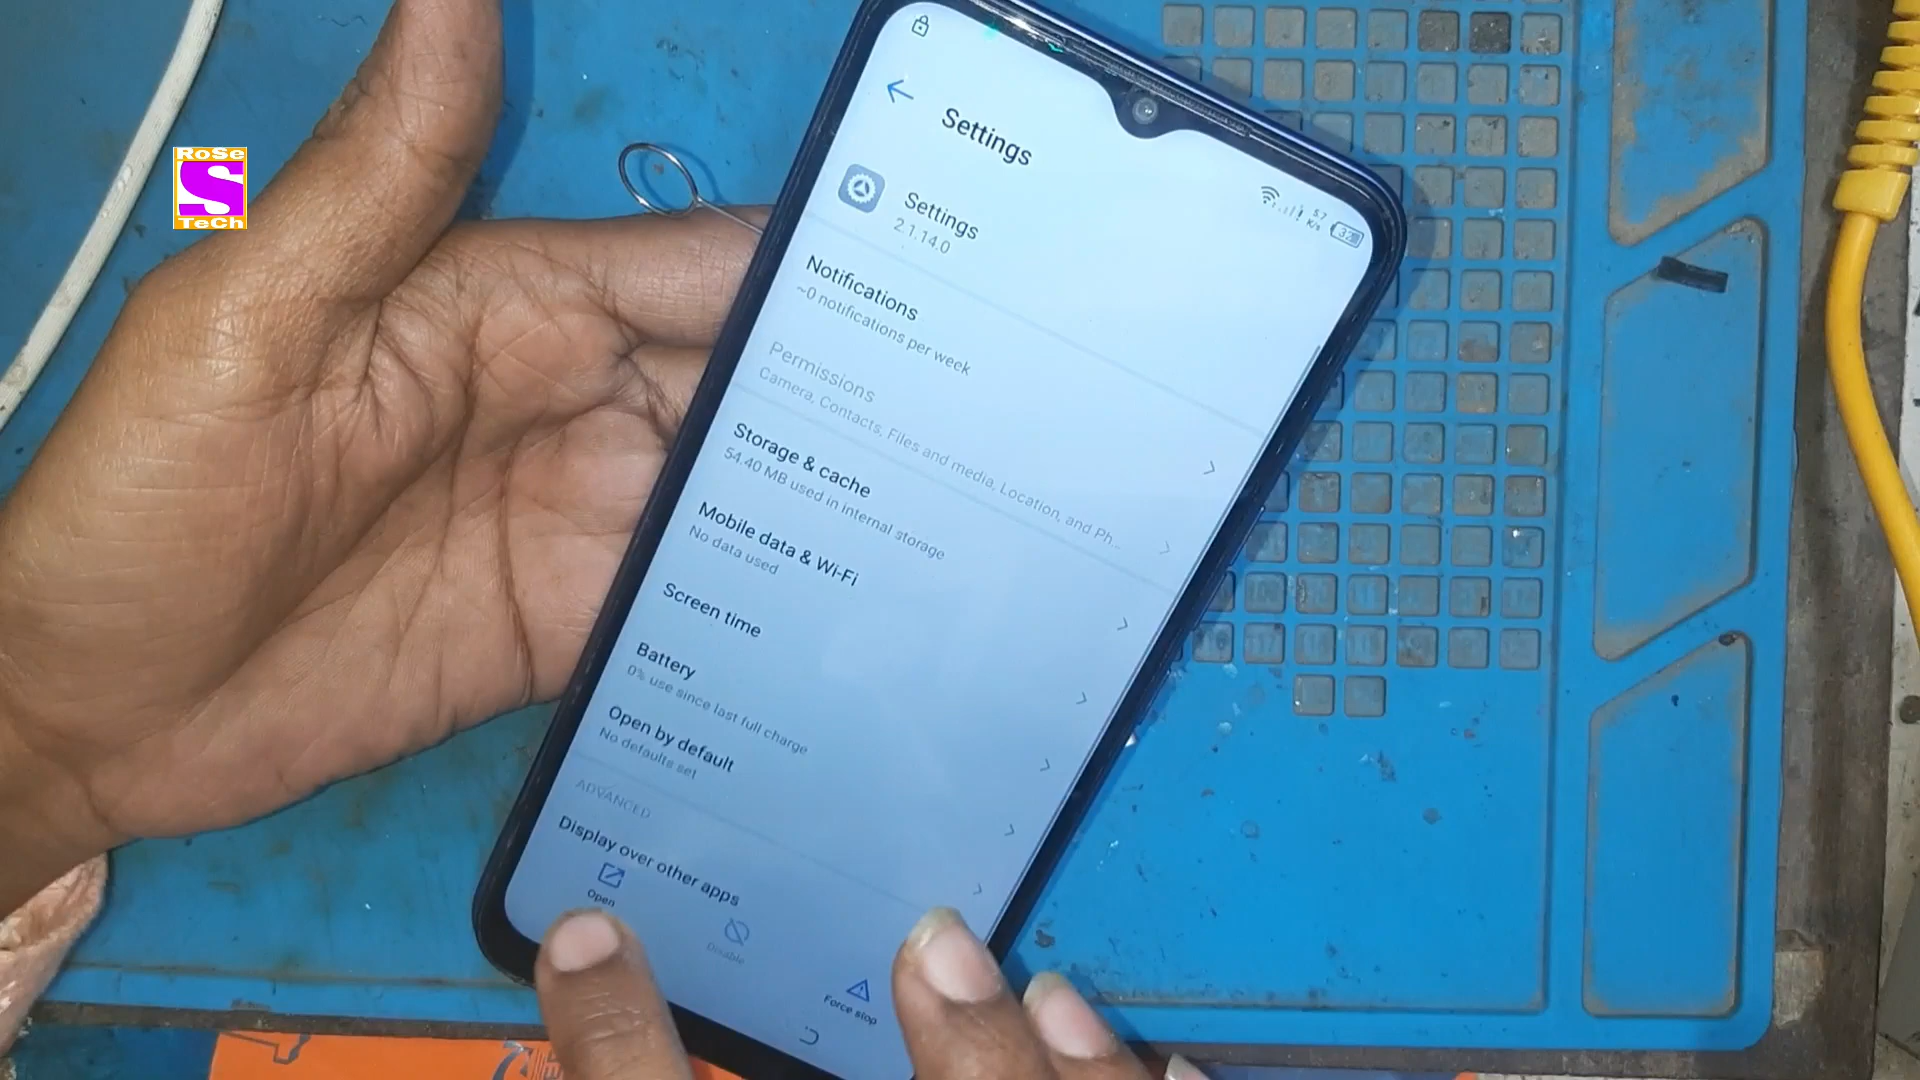 RoSe
S
TeCh
Settings
57
K/s
32
Settings
2.1.14.0
Notifications
~0 notifications per week
Permissions
Camera, Contacts, Files and media, Location, and Ph...
Storage & cache
54.40 MB used in internal storage
Mobile data & Wi-Fi
No data used
Screen time
Battery
0% use since last full charge
Open by default
No defaults set
ADVANCED
Display over other apps
Open
Disable
Force stop